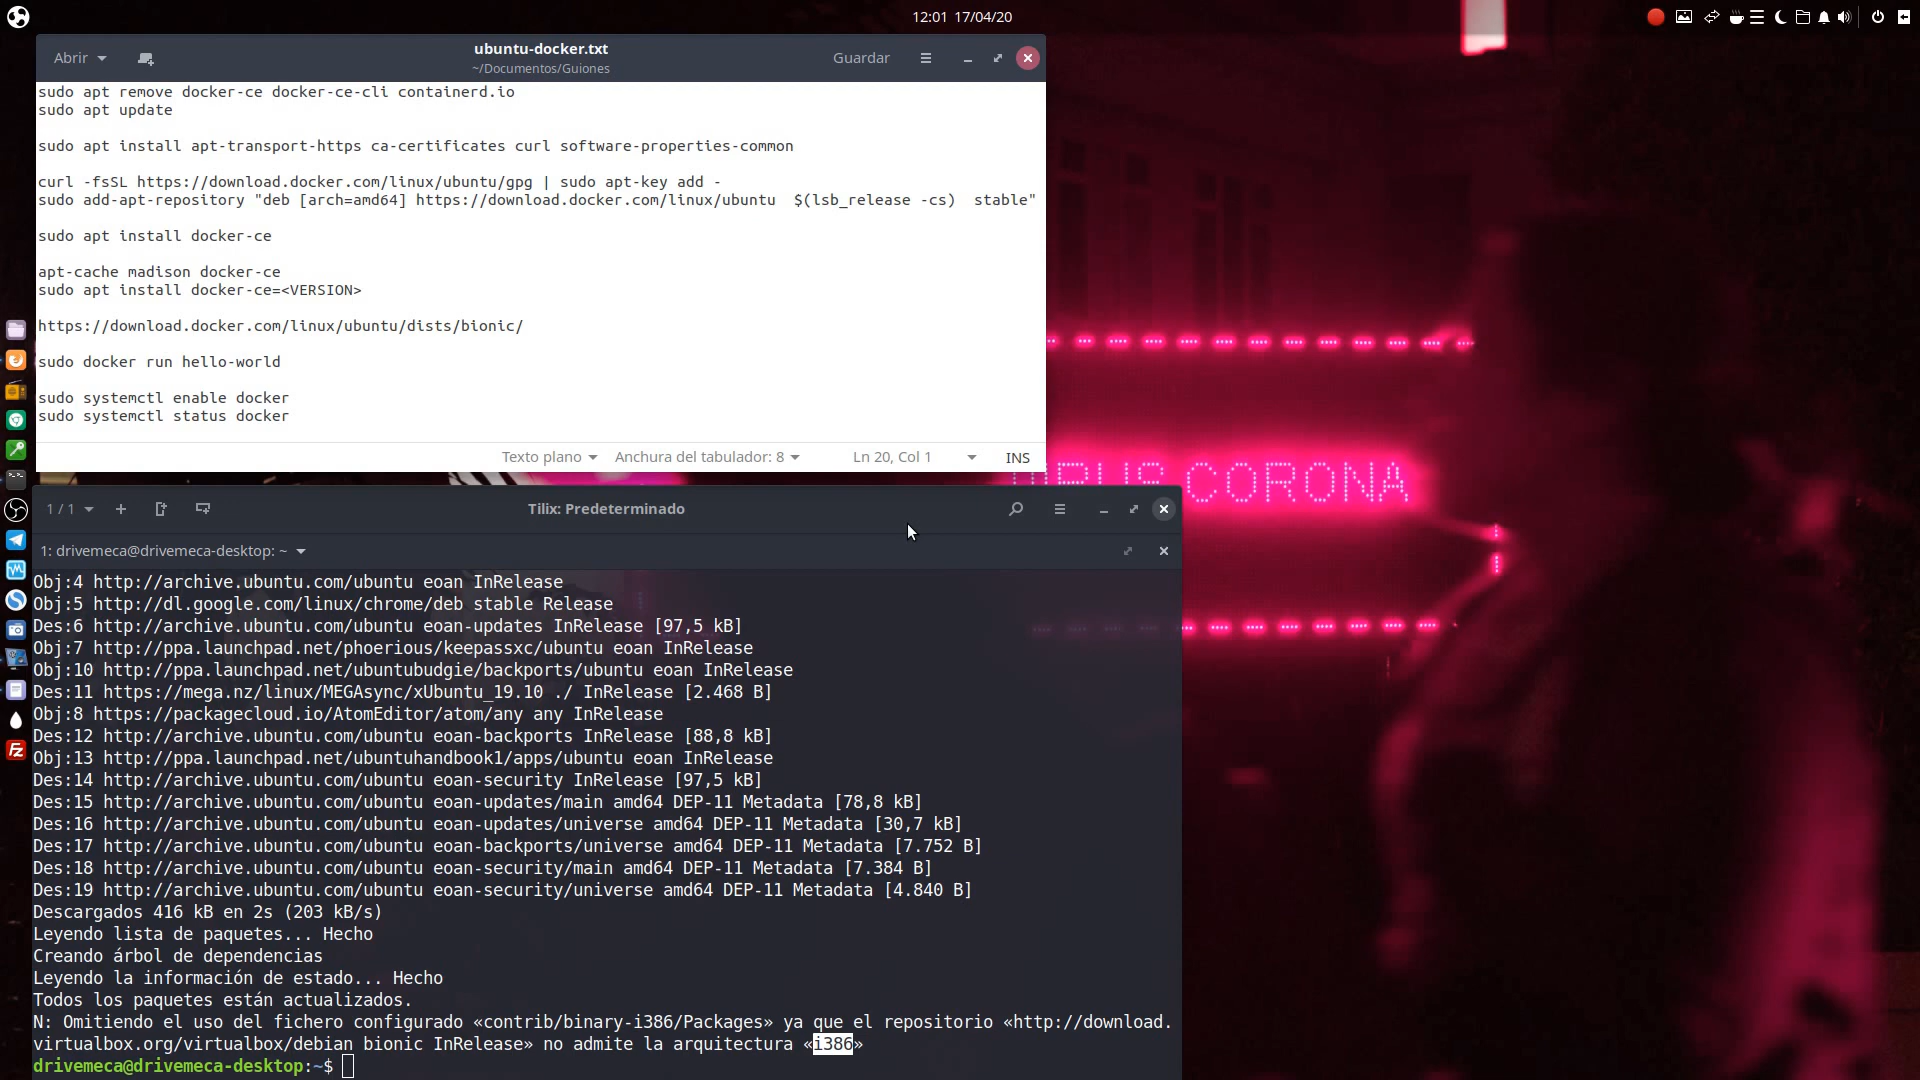 12:01 17/04/20
Abrir
ubuntu-docker.txt
~/Documentos/Guiones
Guardar
sudo apt remove docker-ce docker-ce-cli containerd.io
sudo apt update
sudo apt install apt-transport-https ca-certificates curl software-properties-common
curl -fsSL https://download.docker.com/linux/ubuntu/gpg | sudo apt-key add -
sudo add-apt-repository "deb [arch=amd64] https://download.docker.com/linux/ubuntu  $(lsb_release -cs)  stable"
sudo apt install docker-ce
apt-cache madison docker-ce
sudo apt install docker-ce=<VERSION>
https://download.docker.com/linux/ubuntu/dists/bionic/
sudo docker run hello-world
sudo systemctl enable docker
sudo systemctl status docker
Texto plano Anchura del tabulador: 8 Ln 20, Col 1 INS
CORONA
1 / 1
Tilix: Predeterminado
1: drivemeca@drivemeca-desktop: ~
Obj:4 http://archive.ubuntu.com/ubuntu eoan InRelease
Obj:5 http://dl.google.com/linux/chrome/deb stable Release
Des:6 http://archive.ubuntu.com/ubuntu eoan-updates InRelease [97,5 kB]
Obj:7 http://ppa.launchpad.net/phoerious/keepassxc/ubuntu eoan InRelease
Obj:10 http://ppa.launchpad.net/ubuntubudgie/backports/ubuntu eoan InRelease
Des:11 https://mega.nz/linux/MEGAsync/xUbuntu_19.10 ./ InRelease [2.468 B]
Obj:8 https://packagecloud.io/AtomEditor/atom/any any InRelease
Des:12 http://archive.ubuntu.com/ubuntu eoan-backports InRelease [88,8 kB]
Obj:13 http://ppa.launchpad.net/ubuntuhandbook1/apps/ubuntu eoan InRelease
Des:14 http://archive.ubuntu.com/ubuntu eoan-security InRelease [97,5 kB]
Des:15 http://archive.ubuntu.com/ubuntu eoan-updates/main amd64 DEP-11 Metadata [78,8 kB]
Des:16 http://archive.ubuntu.com/ubuntu eoan-updates/universe amd64 DEP-11 Metadata [30,7 kB]
Des:17 http://archive.ubuntu.com/ubuntu eoan-backports/universe amd64 DEP-11 Metadata [7.752 B]
Des:18 http://archive.ubuntu.com/ubuntu eoan-security/main amd64 DEP-11 Metadata [7.384 B]
Des:19 http://archive.ubuntu.com/ubuntu eoan-security/universe amd64 DEP-11 Metadata [4.840 B]
Descargados 416 kB en 2s (203 kB/s)
Leyendo lista de paquetes... Hecho
Creando árbol de dependencias
Leyendo la información de estado... Hecho
Todos los paquetes están actualizados.
N: Omitiendo el uso del fichero configurado «contrib/binary-i386/Packages» ya que el repositorio «http://download.
virtualbox.org/virtualbox/debian bionic InRelease» no admite la arquitectura «i386»
drivemeca@drivemeca-desktop:~$